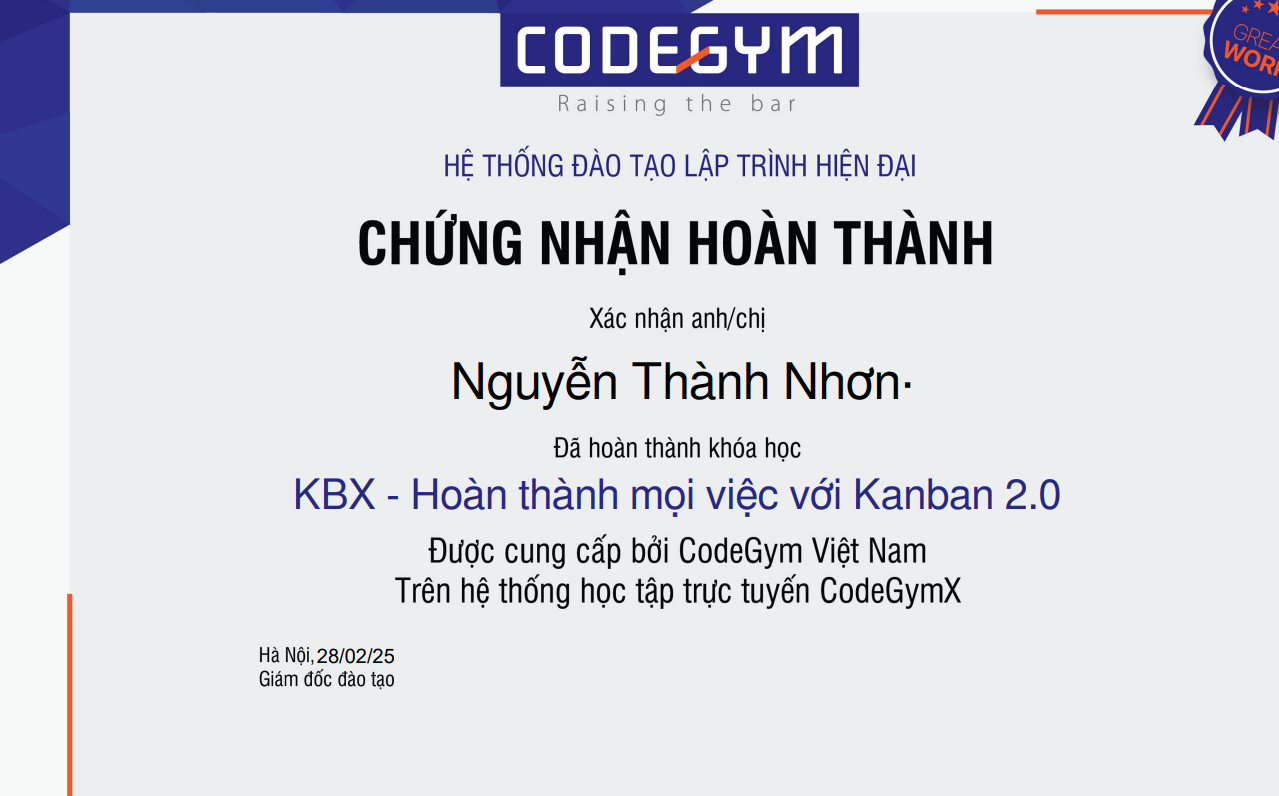 CODEGYM
Raising the bar
GREA
WORK
HỆ THỐNG ĐÀO TẠO LẬP TRÌNH HIỆN ĐẠI
CHỨNG NHẬN HOÀN THÀNH
Xác nhận anh/chị
Nguyễn Thành Nhơn·
Đã hoàn thành khóa học
KBX - Hoàn thành mọi việc với Kanban 2.0
Được cung cấp bởi CodeGym Việt Nam
Trên hệ thống học tập trực tuyến CodeGymX
Hà Nội, 28/02/25
Giám đốc đào tạo